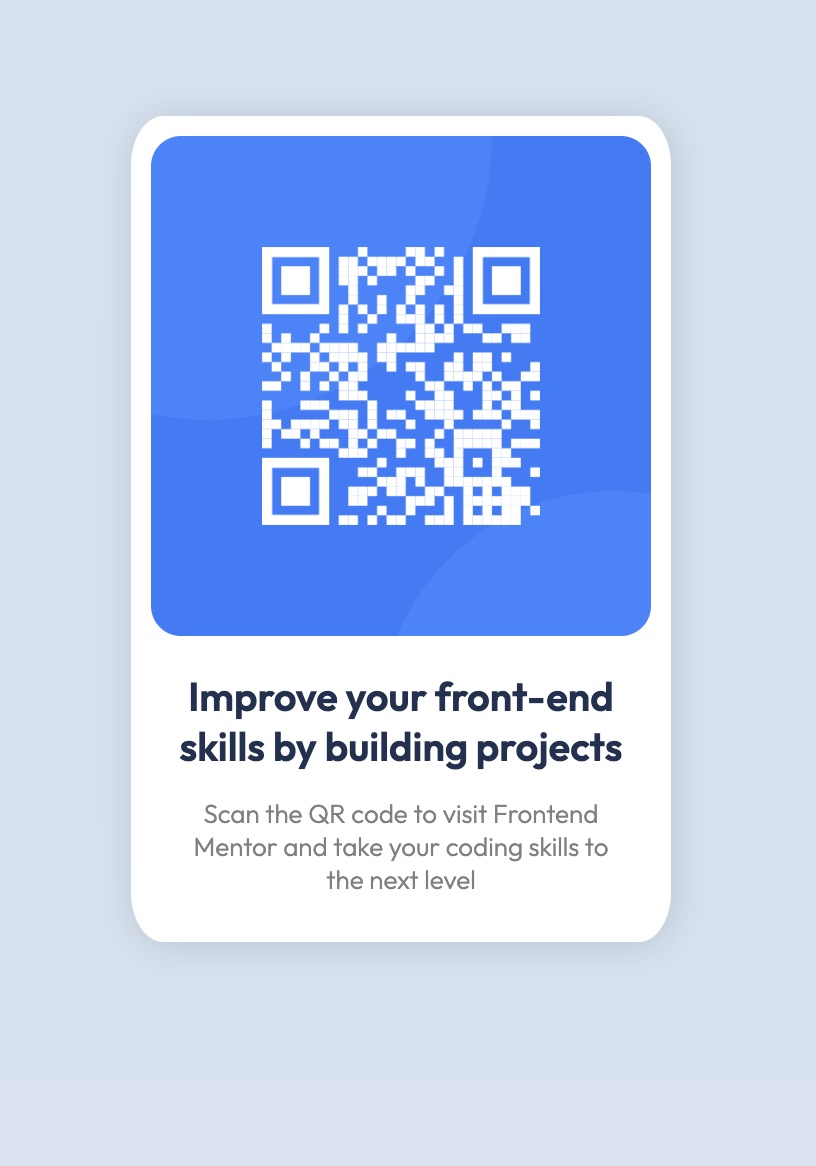 Improve your front-end
skills by building projects
Scan the QR code to visit Frontend
Mentor and take your coding skills to
the next level